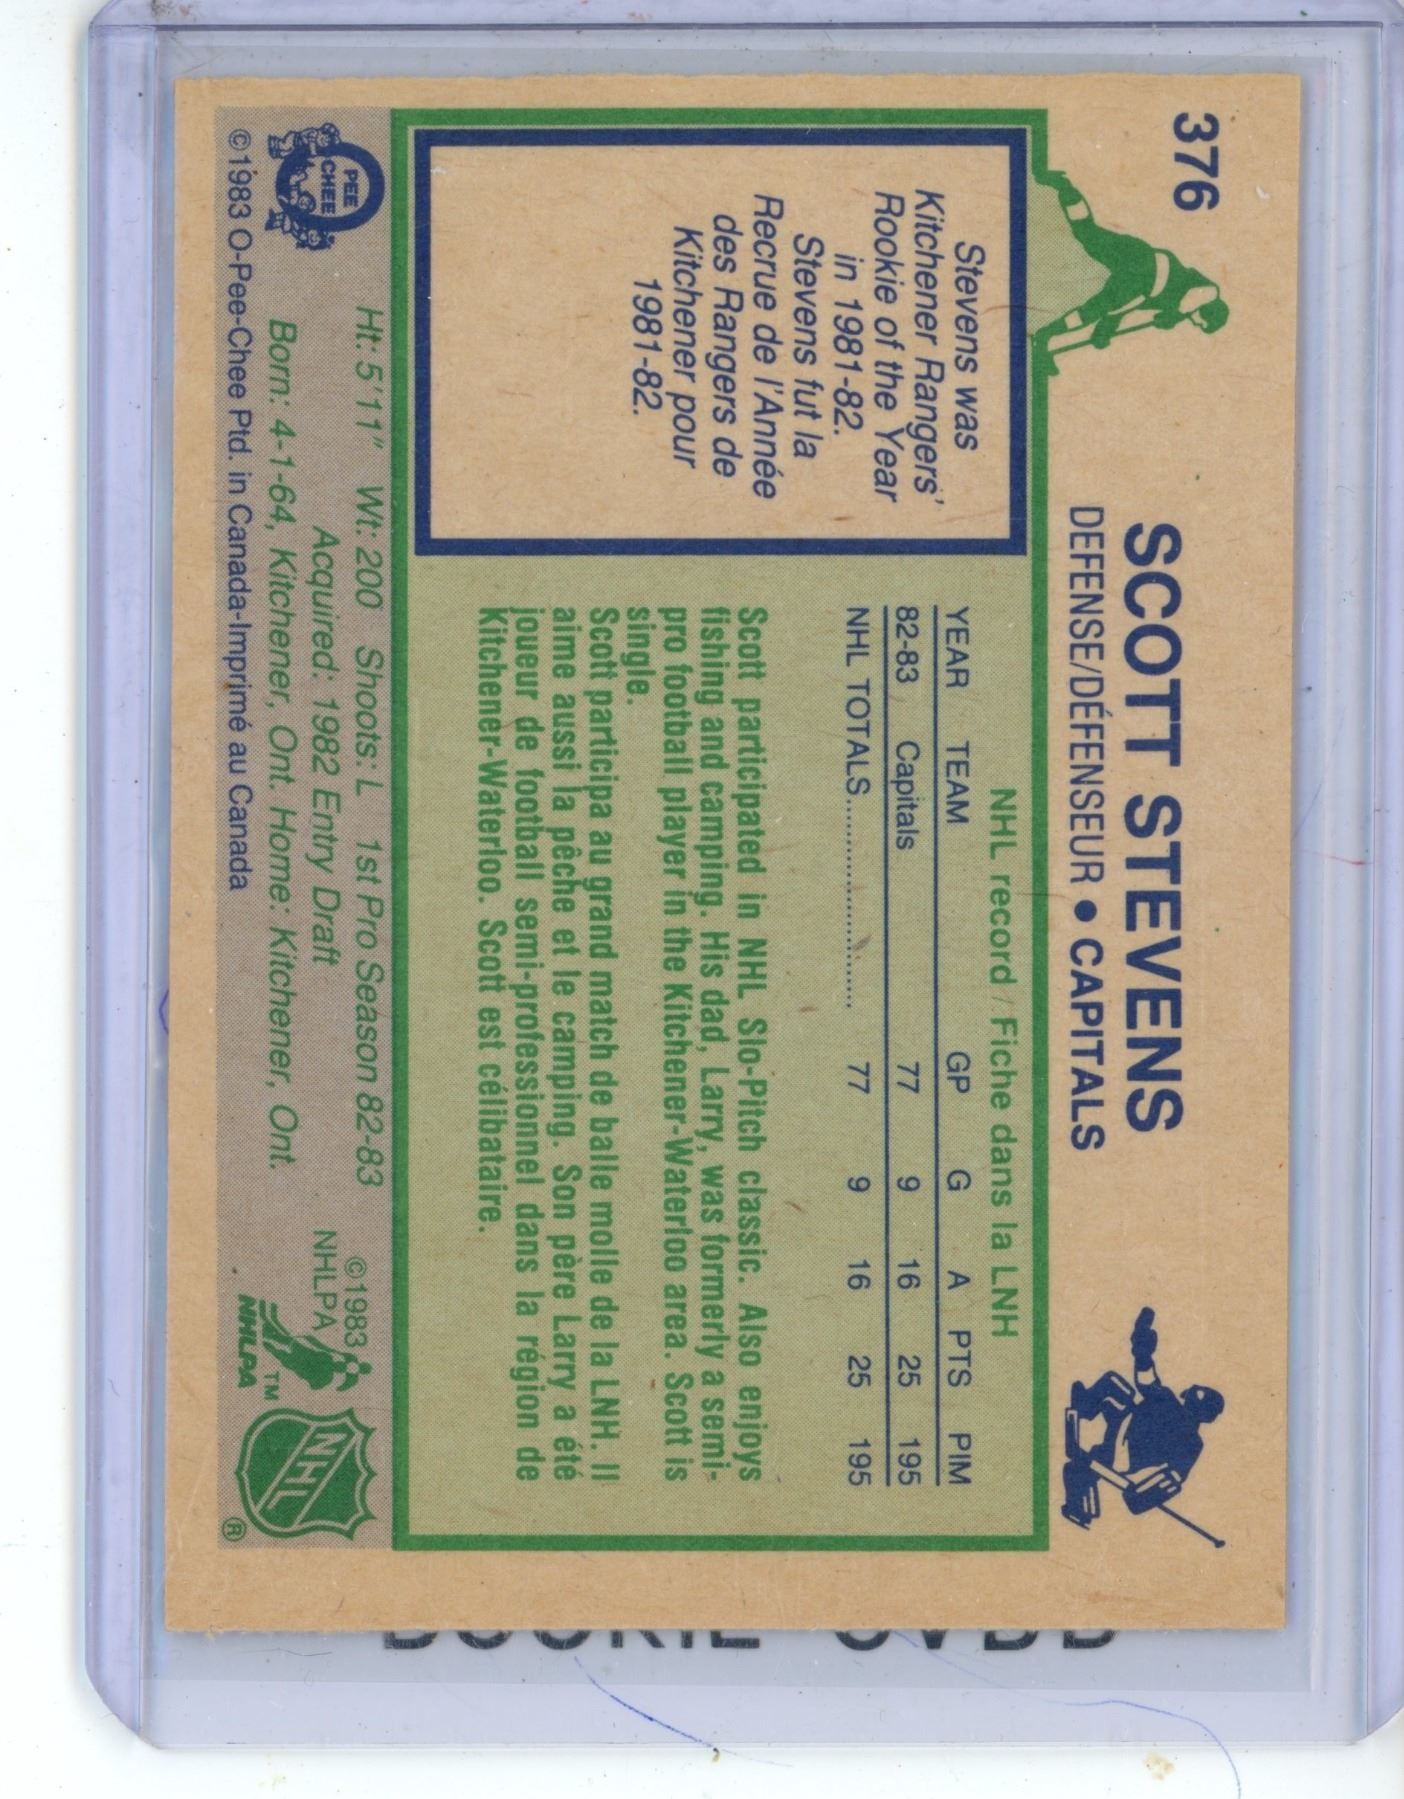 376
SCOTT STEVENS
DEFENSE/DÉFENSEUR • CAPITALS
Stevens was
Kitchener Rangers'
Rookie of the Year
in 1981-82.
Stevens fut la
Recrue de l'Année
des Rangers de
Kitchener pour
1981-82.
NHL record / Fiche dans la LNH
YEAR TEAM GP G A PTS PIM
82-83 Capitals 77 9 16 25 195
NHL TOTALS.................... 77 9 16 25 195
Scott participated in NHL Slo-Pitch classic. Also enjoys
fishing and camping. His dad, Larry, was formerly a semi-
pro football player in the Kitchener-Waterloo area. Scott is
single.
Scott participa au grand match de balle molle de la LNH. Il
aime aussi la pêche et le camping. Son père Larry a été
joueur de football semi-professionnel dans la région de
Kitchener-Waterloo. Scott est célibataire.
Ht: 5'11" Wt: 200 Shoots: L 1st Pro Season 82-83
Acquired: 1982 Entry Draft
Born: 4-1-64, Kitchener, Ont. Home: Kitchener, Ont.
©1983 O-Pee-Chee Ptd. in Canada-Imprimé au Canada
O
PEE
CHEE
©1983
NHLPA
NHLPA
TM
NHL
®